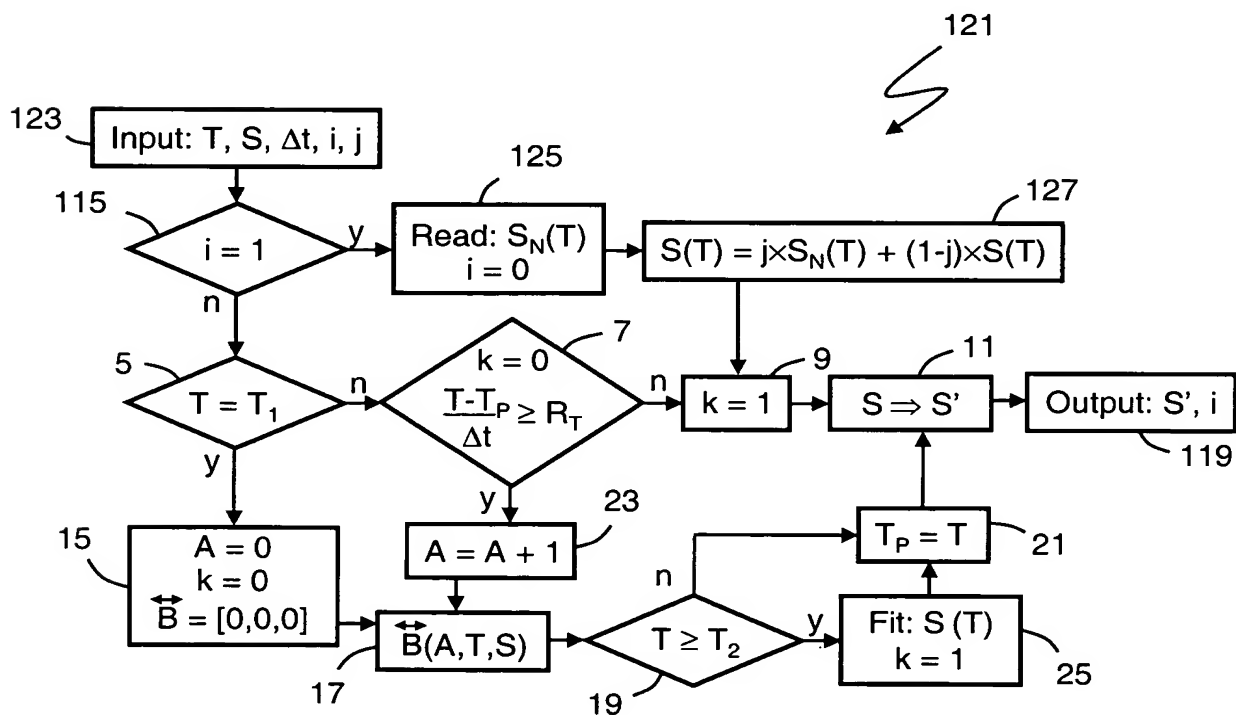 121
123
Input: T, S, Δt, i, j
125
127
115
i = 1
y
Read: S_N(T)
i = 0
S(T) = j×S_N(T) + (1-j)×S(T)
n
5
T = T_1
n
7
k = 0
T-T_P
Δt
≥ R_T
n
9
k = 1
11
S ⇒ S'
Output: S', i
119
y
y
23
15
A = 0
k = 0
B⃡ = [0,0,0]
A = A + 1
T_P = T
21
n
17
B⃡(A,T,S)
T ≥ T_2
y
Fit: S (T)
k = 1
19
25